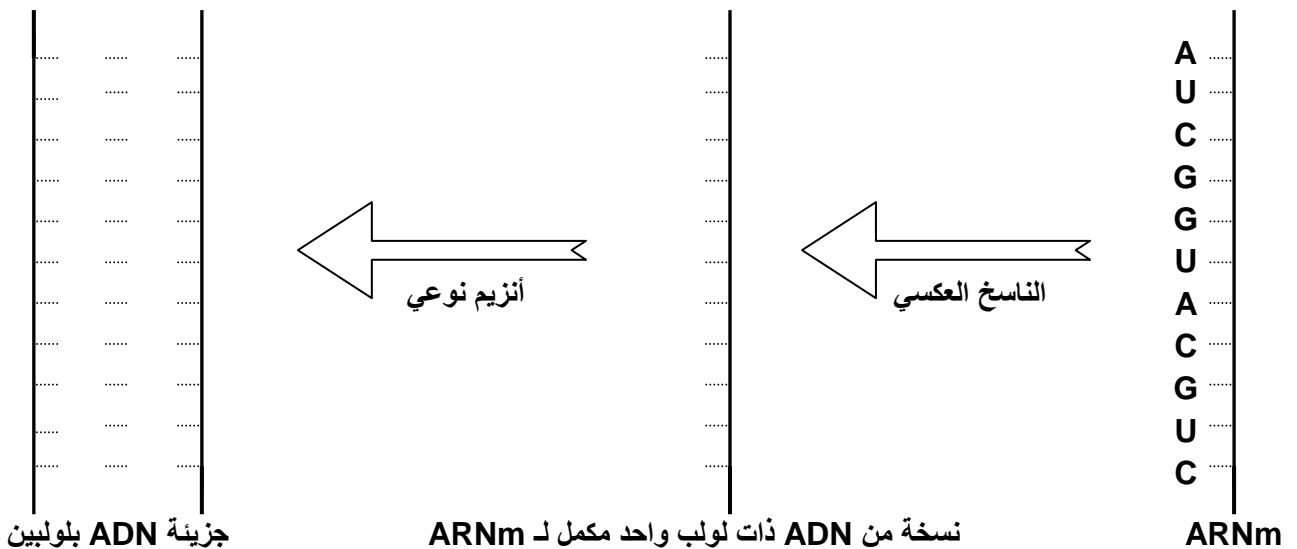 A
U
C
G
G
U
A
C
G
U
C
الناسخ العكسي
أنزيم نوعي
ARNm
نسخة من ADN ذات لولب واحد مكمل لـ ARNm
جزيئة ADN بلولبين